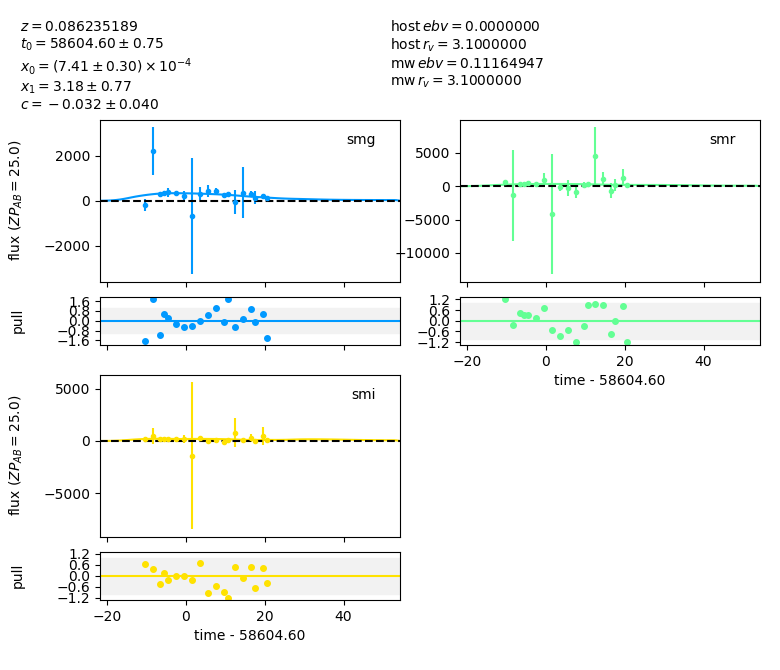 z = 0.086235189
t₀ = 58604.60 ± 0.75
x₀ = (7.41 ± 0.30) × 10⁻⁴
x₁ = 3.18 ± 0.77
c = −0.032 ± 0.040
host ebv = 0.0000000
host r_v = 3.1000000
mw ebv = 0.11164947
mw r_v = 3.1000000
smg
flux (ZP_AB = 25.0)
2000
0
−2000
smr
5000
0
−5000
−10000
pull
1.6
0.8
0.0
−0.8
−1.6
1.2
0.6
0.0
−0.6
−1.2
−20 0 20 40
time - 58604.60
smi
flux (ZP_AB = 25.0)
5000
0
−5000
pull
1.2
0.6
0.0
−0.6
−1.2
−20 0 20 40
time - 58604.60